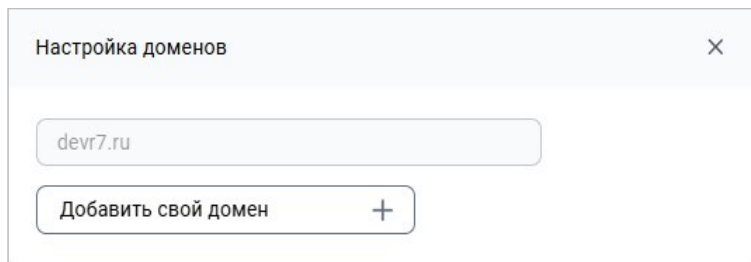 Настройка доменов
devr7.ru
Добавить свой домен